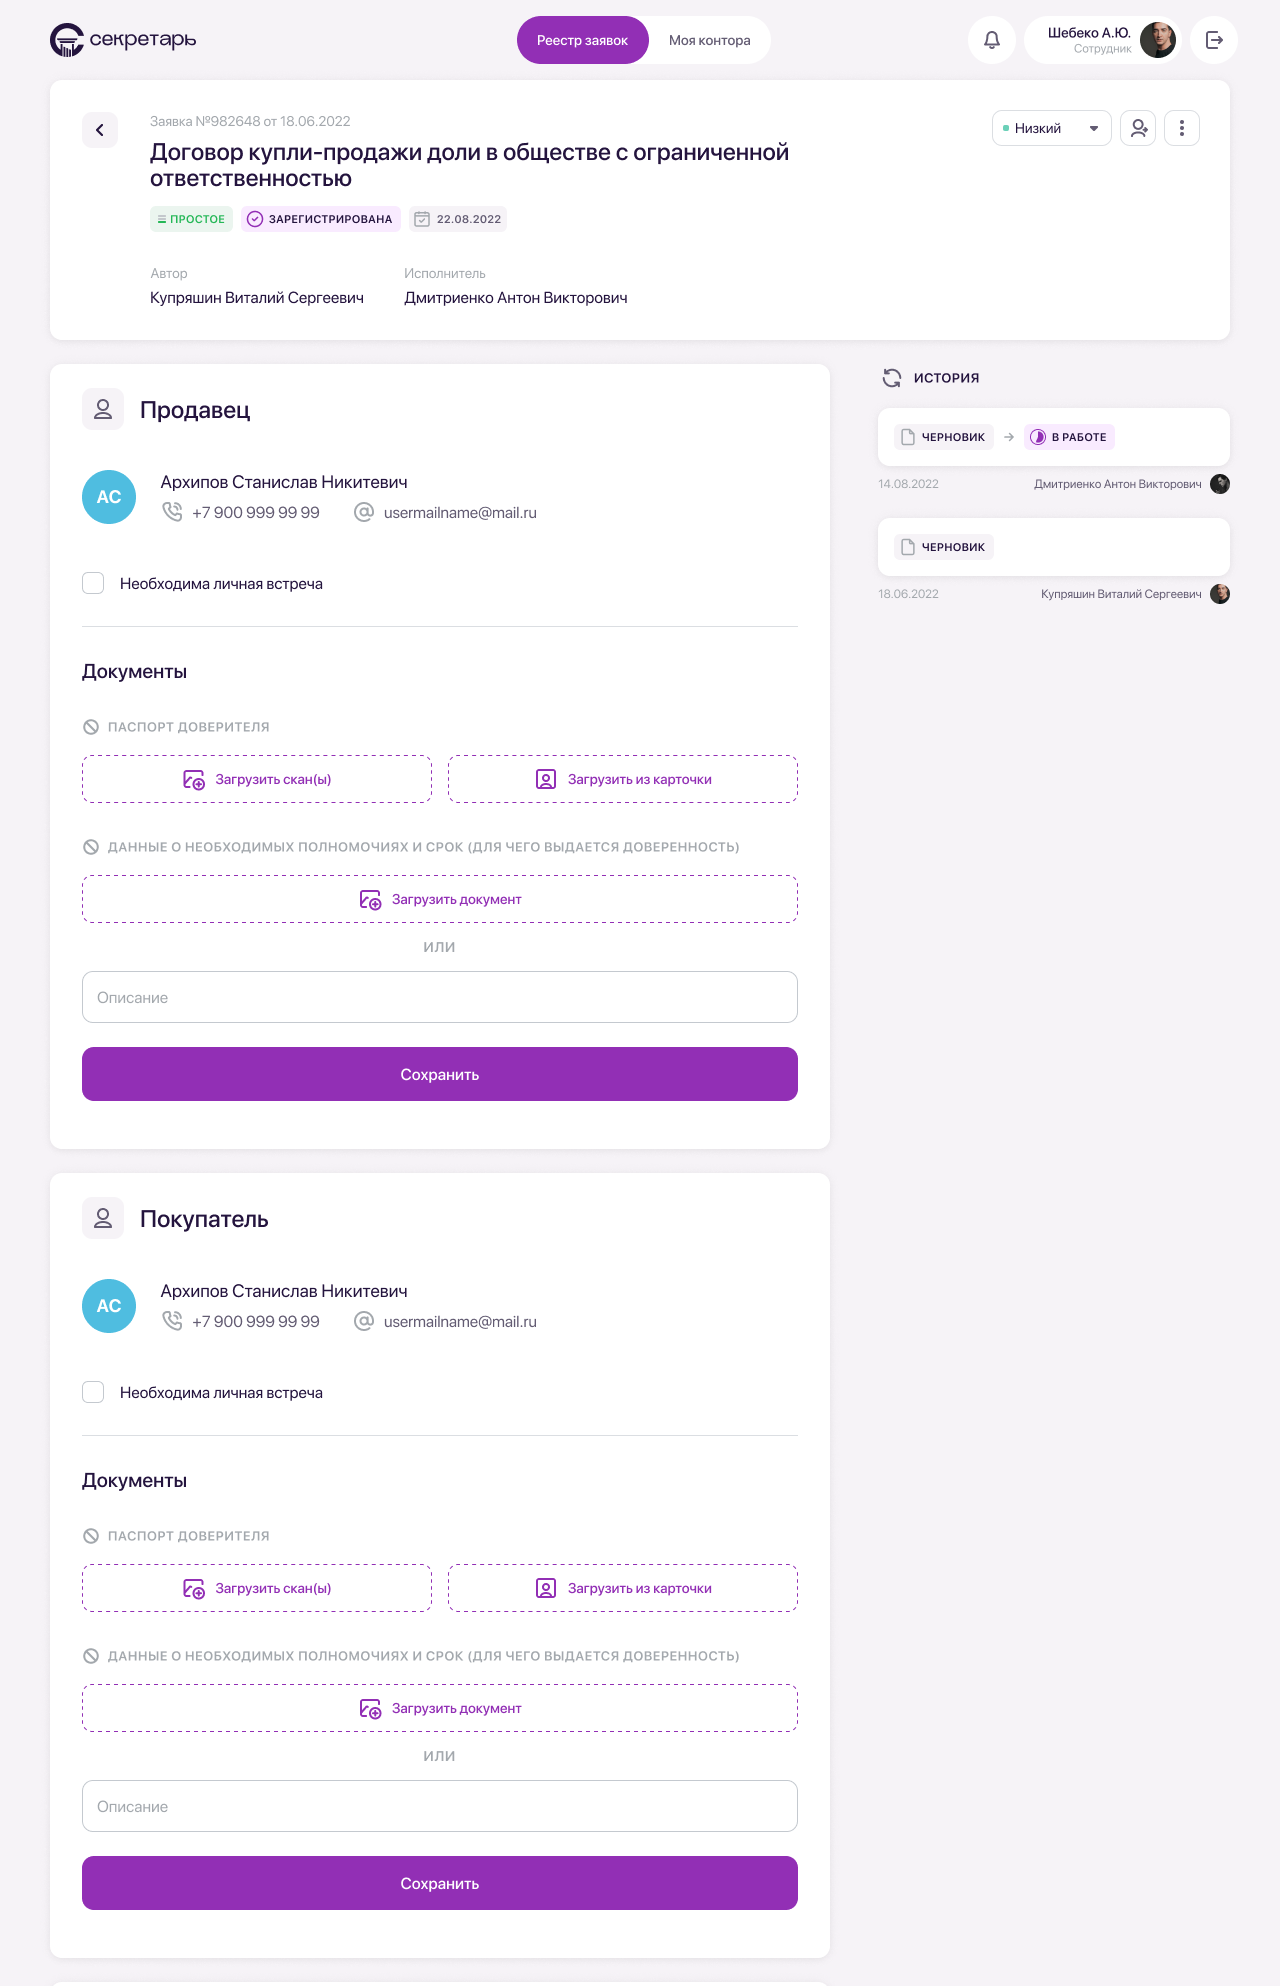 секретарь
Реестр заявок
Моя контора
Шебеко А.Ю.
Сотрудник
Заявка №982648 от 18.06.2022
Договор купли-продажи доли в обществе с ограниченной
ответственностью
Низкий
ПРОСТОЕ
ЗАРЕГИСТРИРОВАНА
22.08.2022
Автор
Исполнитель
Купряшин Виталий Сергеевич
Дмитриенко Антон Викторович
Продавец
АС
Архипов Станислав Никитевич
+7 900 999 99 99
usermailname@mail.ru
Необходима личная встреча
Документы
ПАСПОРТ ДОВЕРИТЕЛЯ
Загрузить скан(ы)
Загрузить из карточки
ДАННЫЕ О НЕОБХОДИМЫХ ПОЛНОМОЧИЯХ И СРОК (ДЛЯ ЧЕГО ВЫДАЕТСЯ ДОВЕРЕННОСТЬ)
Загрузить документ
ИЛИ
Описание
Сохранить
ИСТОРИЯ
ЧЕРНОВИК
В РАБОТЕ
14.08.2022
Дмитриенко Антон Викторович
ЧЕРНОВИК
18.06.2022
Купряшин Виталий Сергеевич
Покупатель
АС
Архипов Станислав Никитевич
+7 900 999 99 99
usermailname@mail.ru
Необходима личная встреча
Документы
ПАСПОРТ ДОВЕРИТЕЛЯ
Загрузить скан(ы)
Загрузить из карточки
ДАННЫЕ О НЕОБХОДИМЫХ ПОЛНОМОЧИЯХ И СРОК (ДЛЯ ЧЕГО ВЫДАЕТСЯ ДОВЕРЕННОСТЬ)
Загрузить документ
ИЛИ
Описание
Сохранить